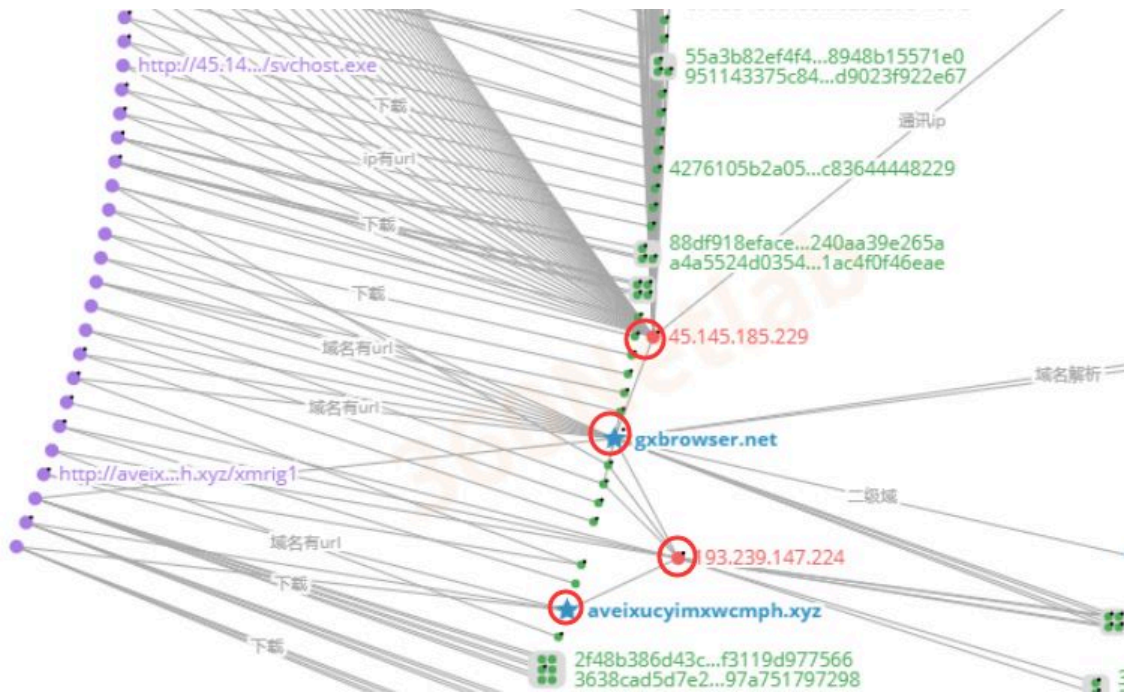 http://45.14.../svchost.exe
55a3b82ef4f4...8948b15571e0
951143375c84...d9023f922e67
下载
通讯ip
ip有url
4276105b2a05...c83644448229
下载
88df918eface...240aa39e265a
a4a5524d0354...1ac4f0f46eae
下载
45.145.185.229
域名有url
域名解析
域名有url
gxbrowser.net
http://aveix...h.xyz/xmrig1
二级域
域名有url
193.239.147.224
下载
aveixucyimxwcmph.xyz
下载
2f48b386d43c...f3119d977566
3638cad5d7e2...97a751797298
360Netlab